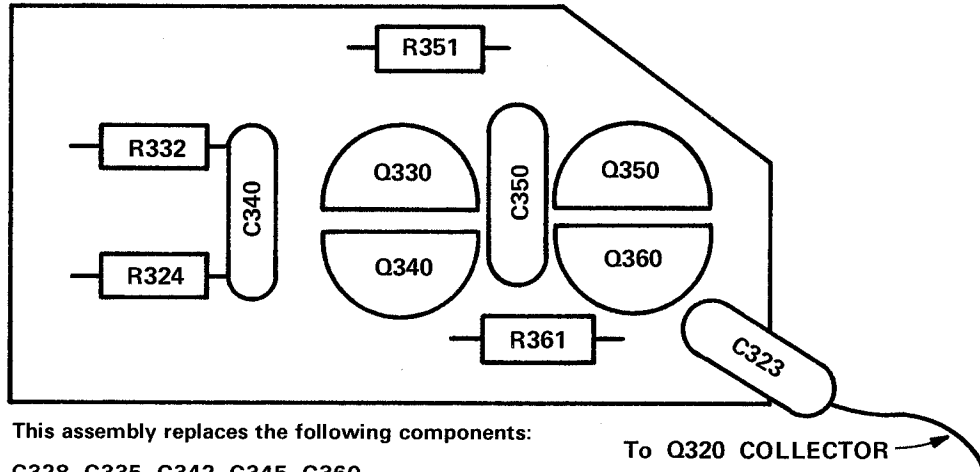 R351
R332
C340
Q330
C350
Q350
R324
Q340
Q360
R361
C323
This assembly replaces the following components:
To Q320 COLLECTOR
C328 C335 C342 C345 C360